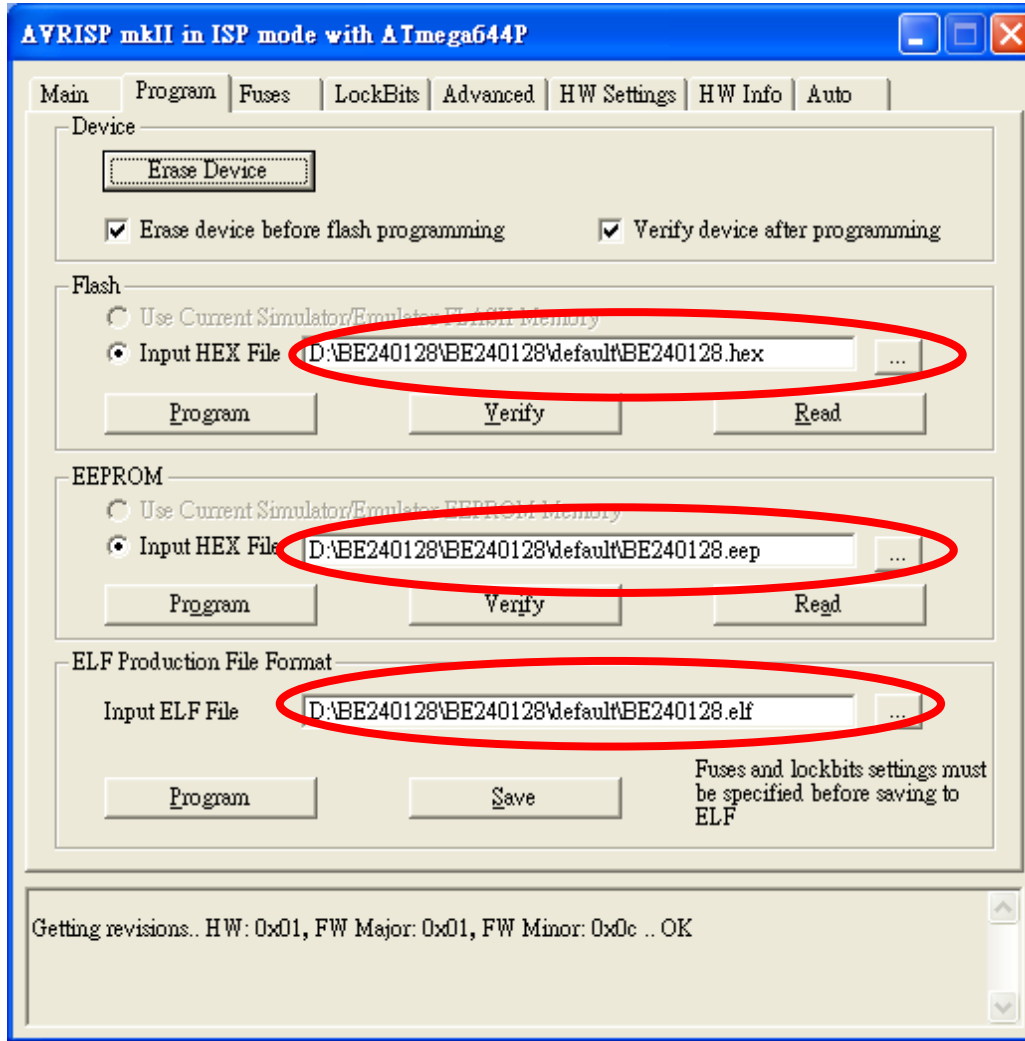 AVRISP mkII in ISP mode with ATmega644P
Main Program Fuses LockBits Advanced HW Settings HW Info Auto
Device
Erase Device
Erase device before flash programming Verify device after programming
Flash
Use Current Simulator/Emulator FLASH Memory
Input HEX File D:\BE240128\BE240128\default\BE240128.hex ...
Program Verify Read
EEPROM
Use Current Simulator/Emulator EEPROM Memory
Input HEX File D:\BE240128\BE240128\default\BE240128.eep ...
Program Verify Read
ELF Production File Format
Input ELF File D:\BE240128\BE240128\default\BE240128.elf ...
Program Save
Fuses and lockbits settings must
be specified before saving to
ELF
Getting revisions.. HW: 0x01, FW Major: 0x01, FW Minor: 0x0c .. OK